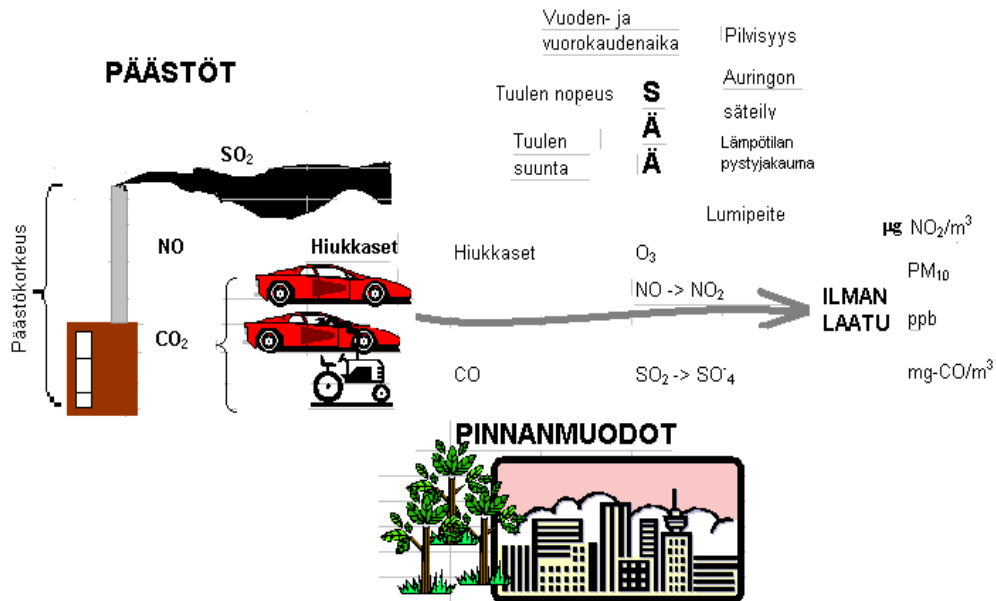 Vuoden- ja
vuorokaudenaika
Pilvisyys
PÄÄSTÖT
Auringon
säteily
Tuulen nopeus
S
Ä
Ä
Tuulen
suunta
Lämpötilan
pystyjakauma
SO₂
Lumipeite
Päästökorkeus
NO
Hiukkaset
Hiukkaset
O₃
µg NO₂/m³
PM₁₀
NO -> NO₂
ILMAN
LAATU
ppb
CO₂
CO
SO₂ -> SO⁻₄
mg-CO/m³
PINNANMUODOT